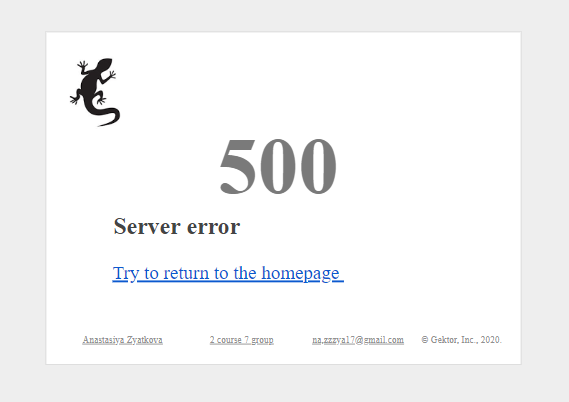 500
Server error
Try to return to the homepage
Anastasiya Zyatkova 2 course 7 group na.zzzya17@gmail.com © Gektor, Inc., 2020.